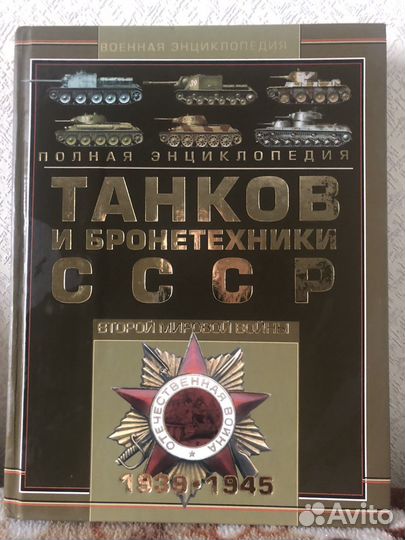 ВОЕННАЯ ЭНЦИКЛОПЕДИЯ
ПОЛНАЯ ЭНЦИКЛОПЕДИЯ
ТАНКОВ
И БРОНЕТЕХНИКИ
СССР
ВТОРОЙ МИРОВОЙ ВОЙНЫ
ОТЕЧЕСТВЕННАЯ ВОЙНА
1939•1945
Avito